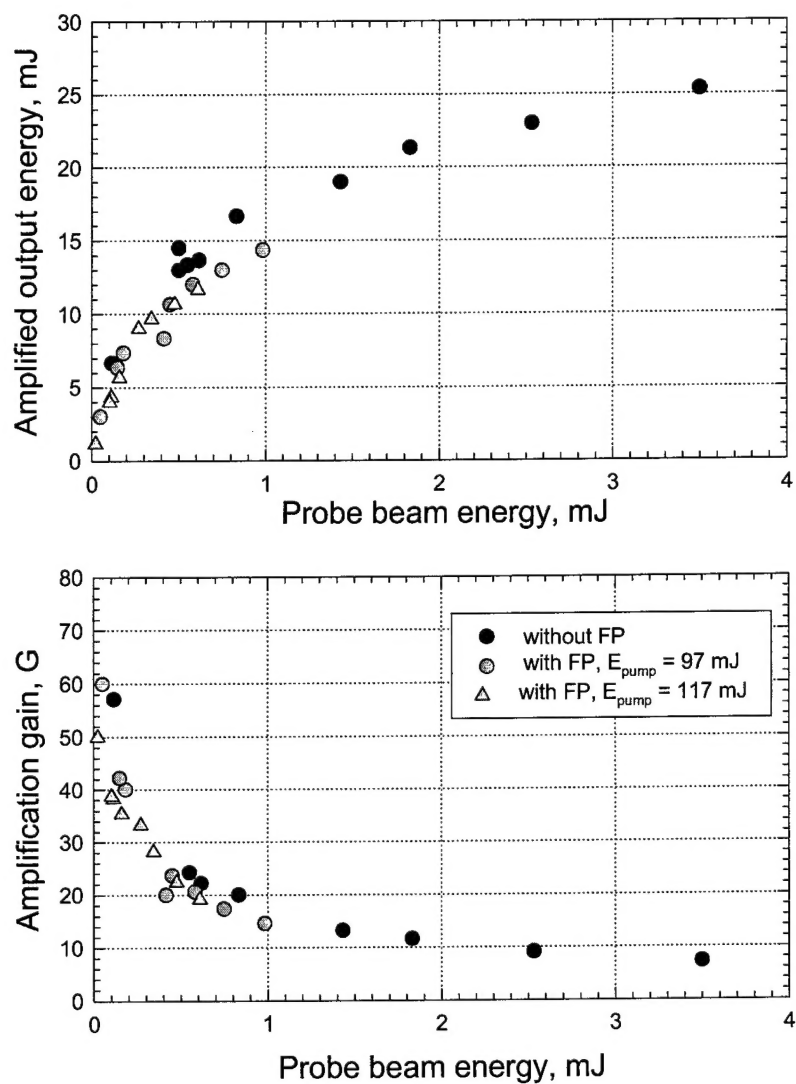 30
25
20
15
10
5
0
Amplified output energy, mJ
0 1 2 3 4
Probe beam energy, mJ
80
70
60
50
40
30
20
10
0
Amplification gain, G
without FP
with FP, E_pump = 97 mJ
with FP, E_pump = 117 mJ
0 1 2 3 4
Probe beam energy, mJ